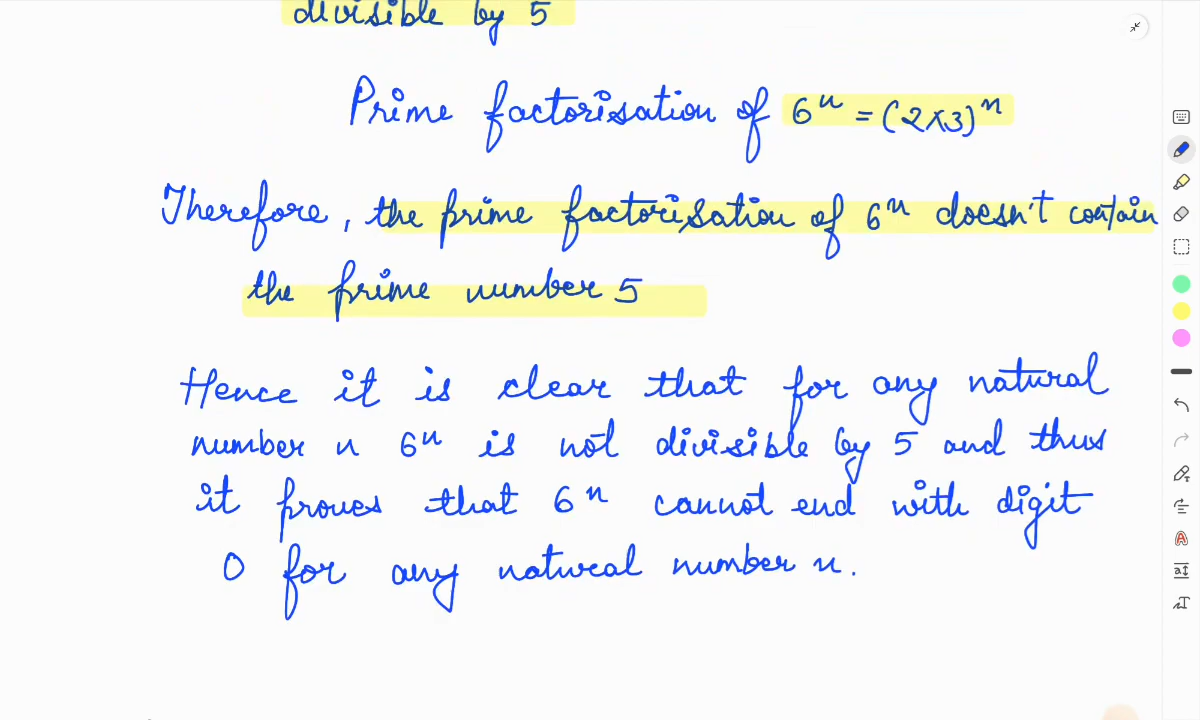 divisible by 5
Prime factorisation of 6ⁿ = (2×3)ⁿ
Therefore, the prime factorisation of 6ⁿ doesn't contain
the prime number 5
Hence it is clear that for any natural
number n 6ⁿ is not divisible by 5 and thus
it proves that 6ⁿ cannot end with digit
0 for any natural number n.